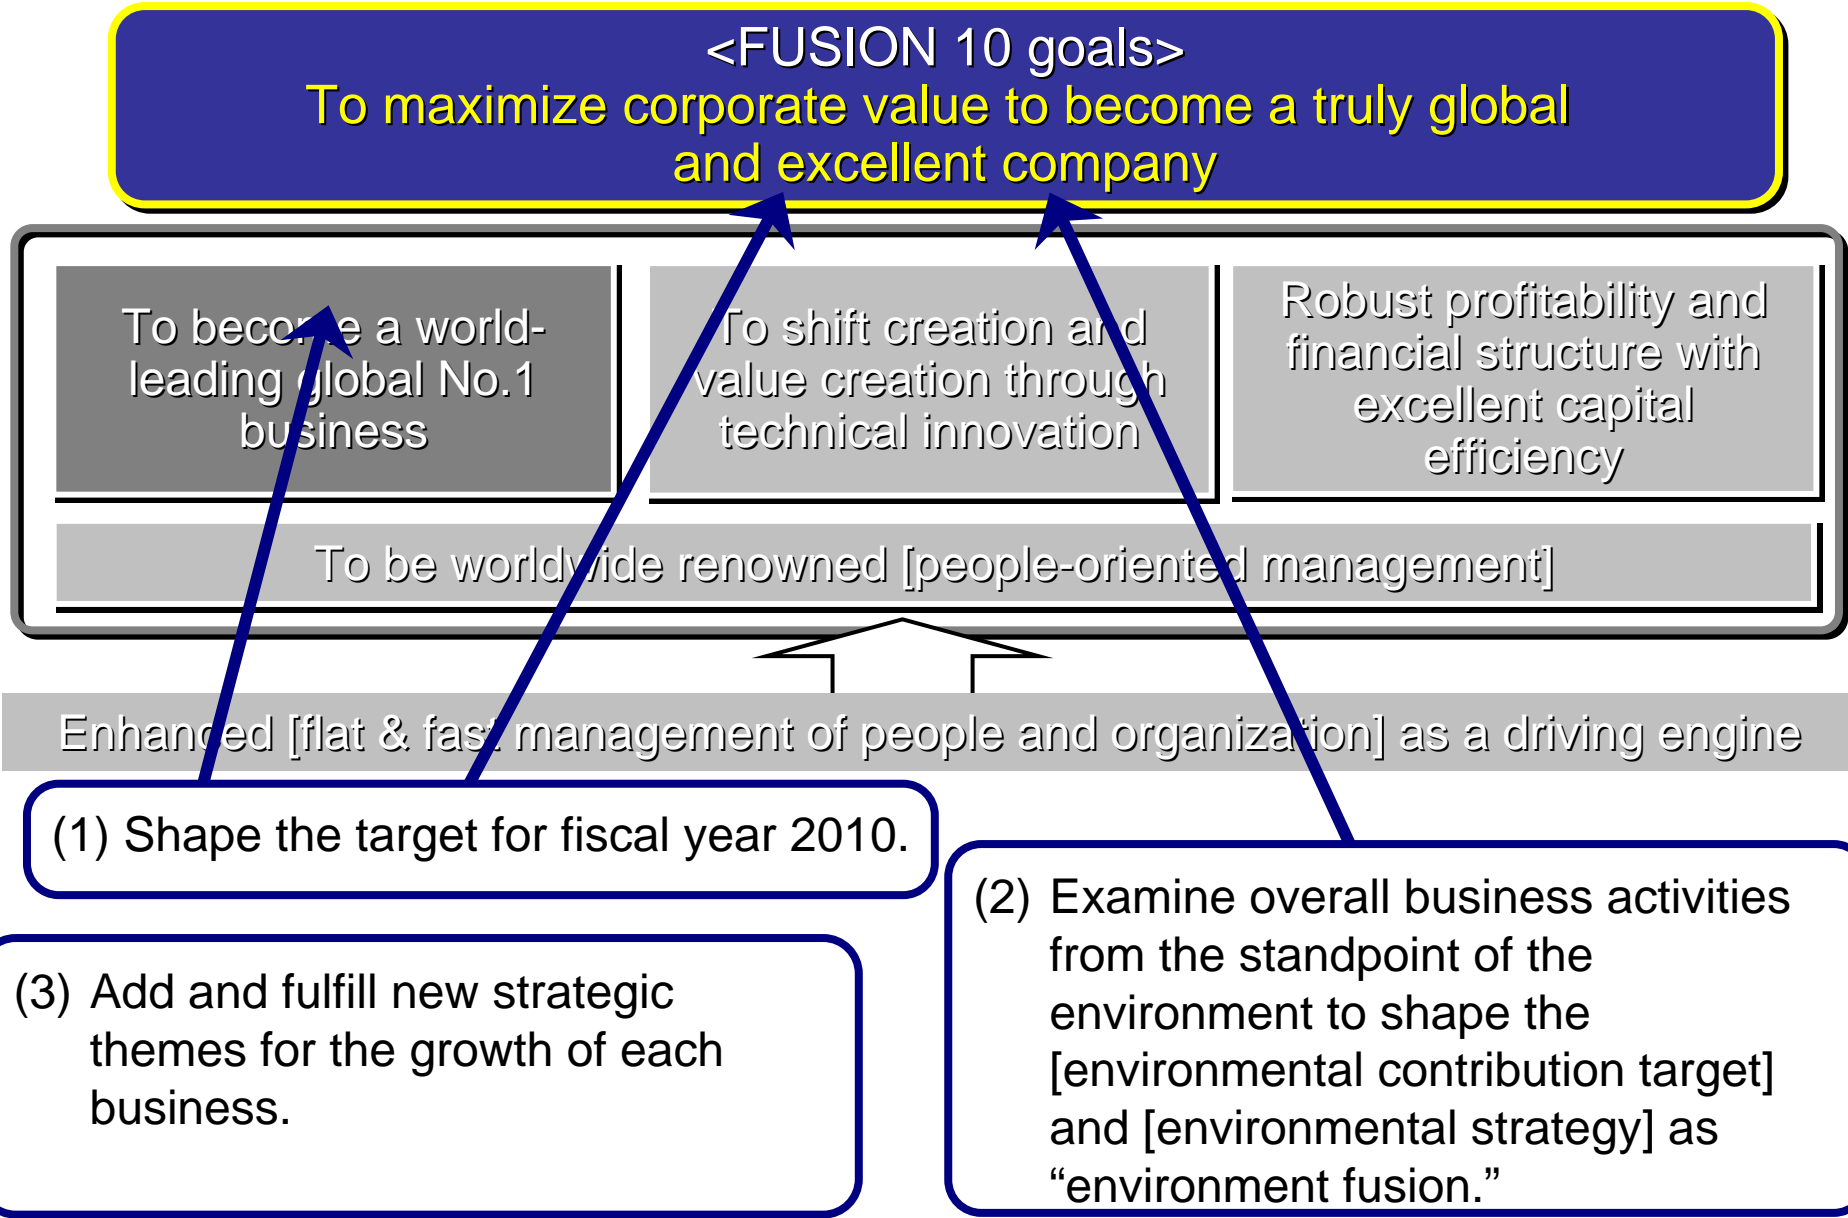 <FUSION 10 goals>
To maximize corporate value to become a truly global
and excellent company
To become a world-
leading global No.1
business
To shift creation and
value creation through
technical innovation
Robust profitability and
financial structure with
excellent capital
efficiency
To be worldwide renowned [people-oriented management]
Enhanced [flat & fast management of people and organization] as a driving engine
(1) Shape the target for fiscal year 2010.
(2) Examine overall business activities
from the standpoint of the
environment to shape the
[environmental contribution target]
and [environmental strategy] as
“environment fusion.”
(3) Add and fulfill new strategic
themes for the growth of each
business.